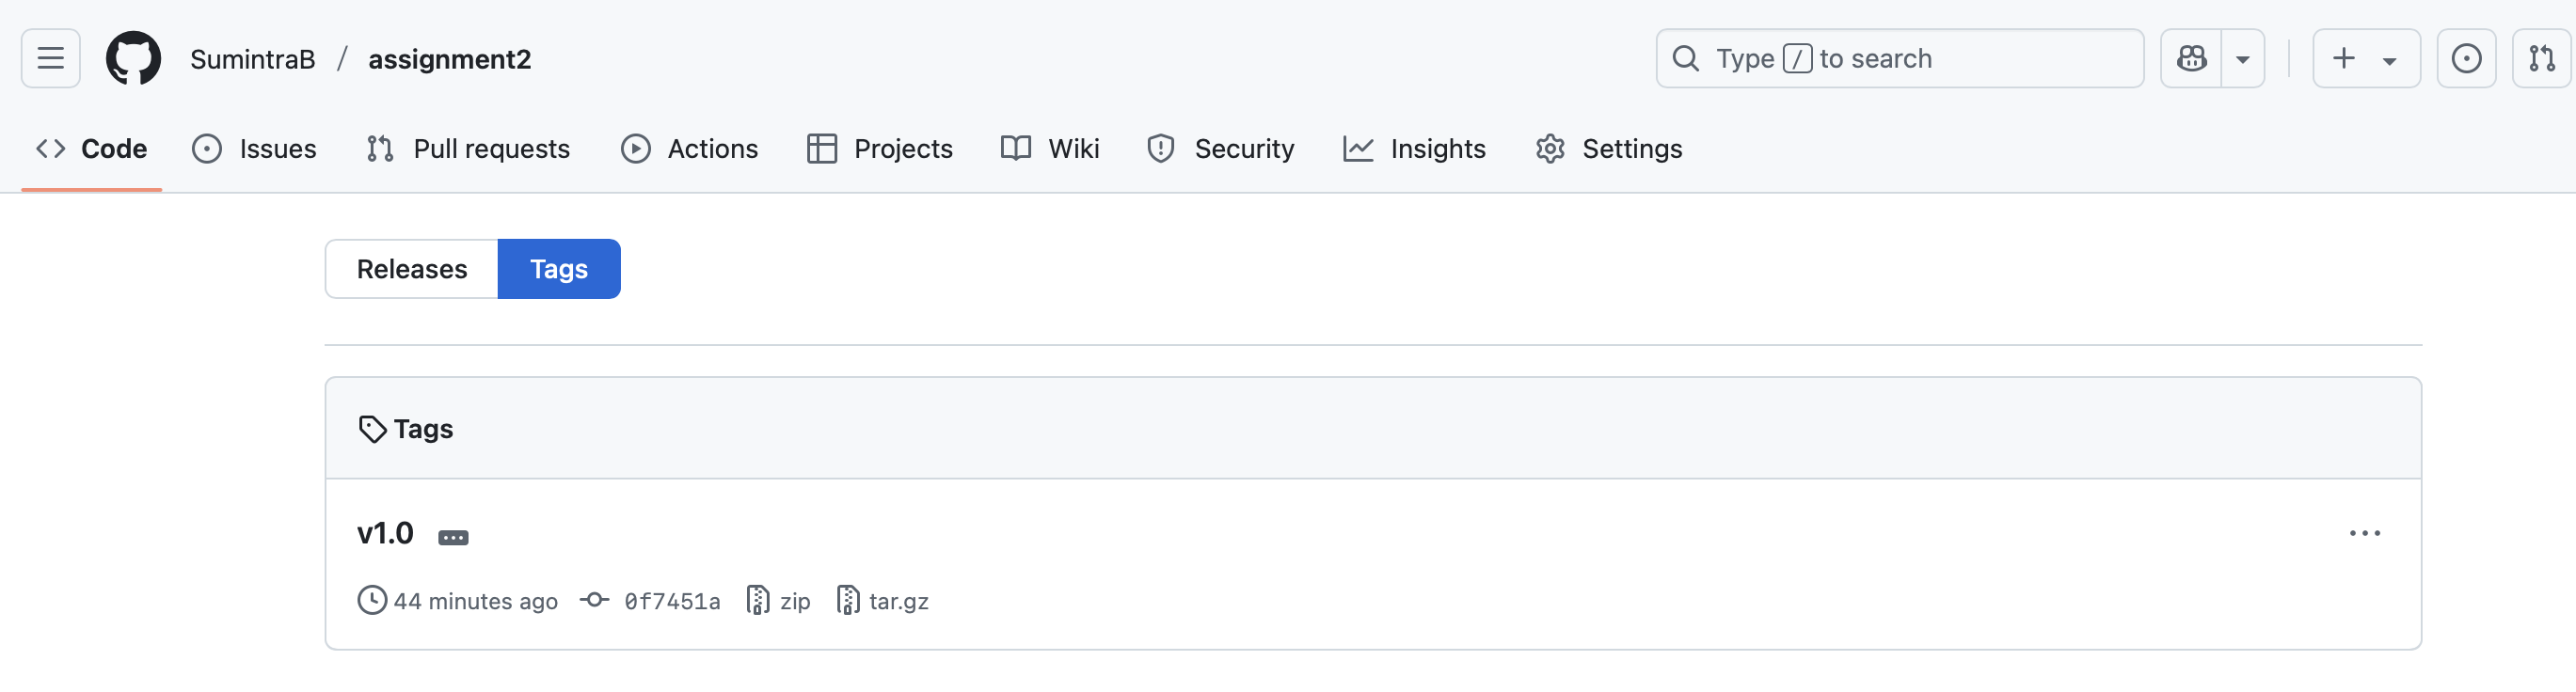 SumintraB / assignment2
Type / to search
Code Issues Pull requests Actions Projects Wiki Security Insights Settings
Releases Tags
Tags
v1.0
44 minutes ago 0f7451a zip tar.gz